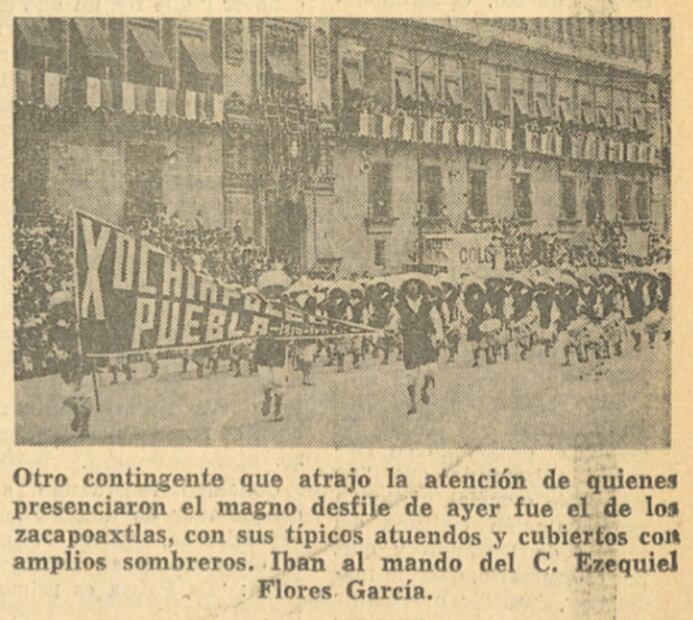 XOCHIAPULCO
PUEBLA
COLO
Otro contingente que atrajo la atención de quienes
presenciaron el magno desfile de ayer fue el de los
zacapoaxtlas, con sus típicos atuendos y cubiertos con
amplios sombreros. Iban al mando del C. Ezequiel
Flores García.